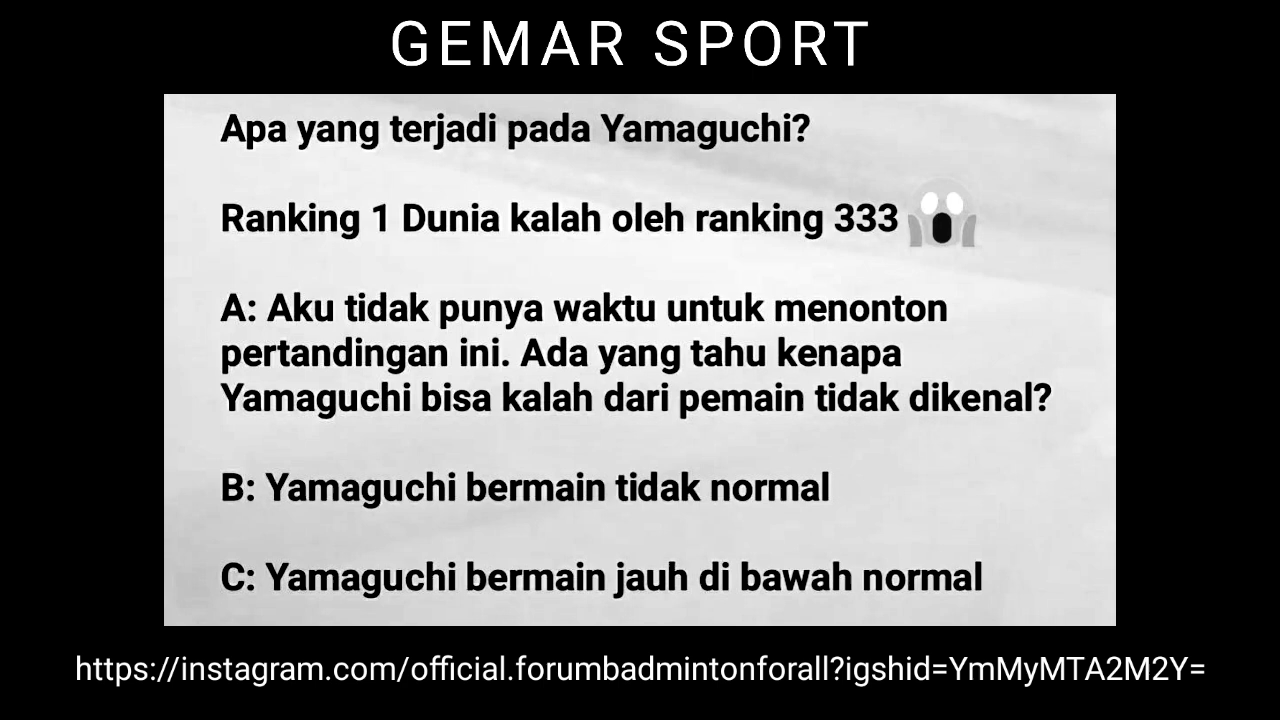 GEMAR SPORT
Apa yang terjadi pada Yamaguchi?
Ranking 1 Dunia kalah oleh ranking 333 😱
A: Aku tidak punya waktu untuk menonton
pertandingan ini. Ada yang tahu kenapa
Yamaguchi bisa kalah dari pemain tidak dikenal?
B: Yamaguchi bermain tidak normal
C: Yamaguchi bermain jauh di bawah normal
https://instagram.com/official.forumbadmintonforall?igshid=YmMyMTA2M2Y=